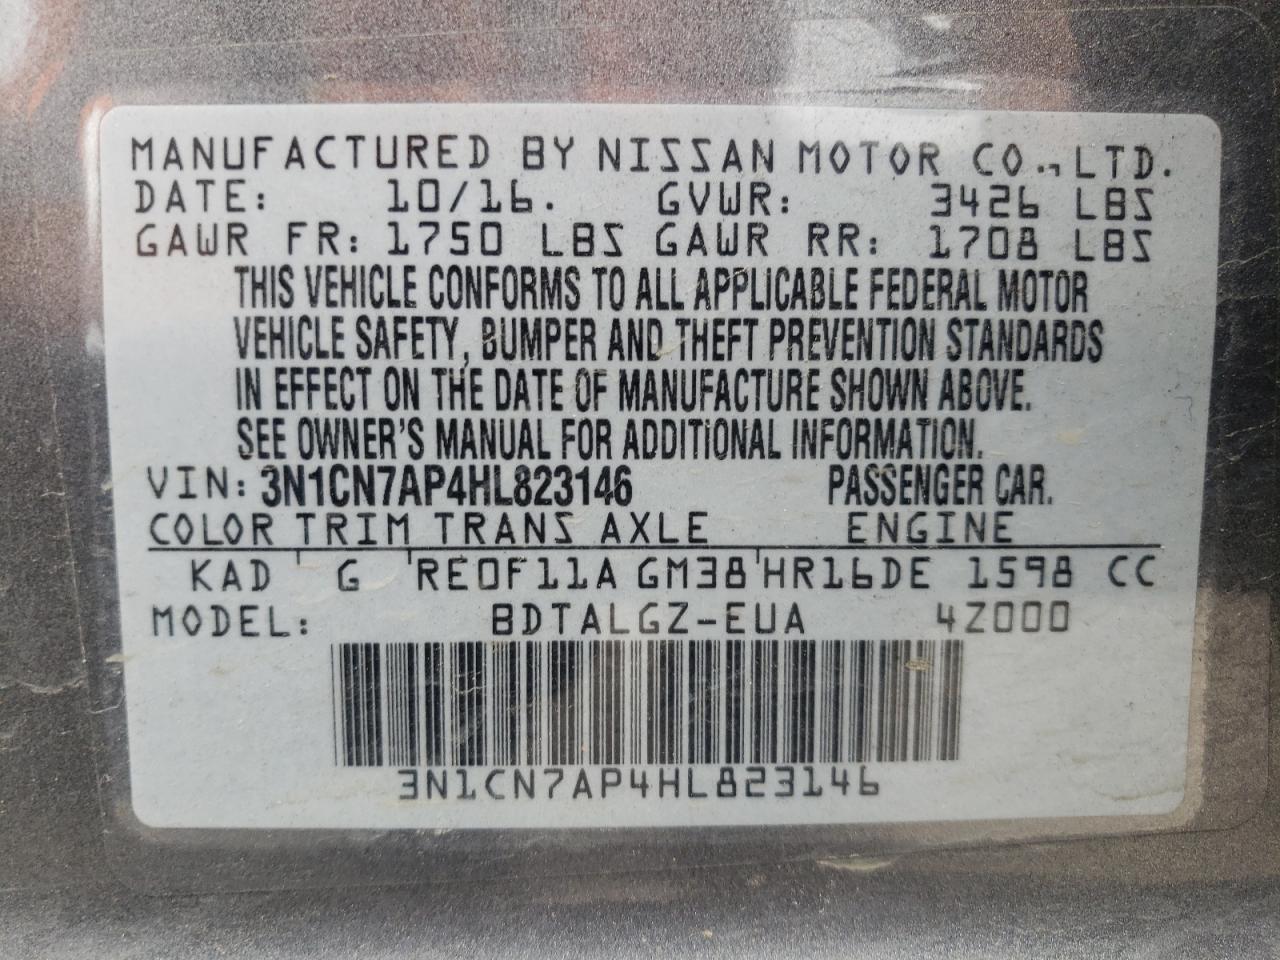 MANUFACTURED BY NISSAN MOTOR CO., LTD.
DATE: 10/16. GVWR: 3426 LBS
GAWR FR: 1750 LBS GAWR RR: 1708 LBS
THIS VEHICLE CONFORMS TO ALL APPLICABLE FEDERAL MOTOR
VEHICLE SAFETY, BUMPER AND THEFT PREVENTION STANDARDS
IN EFFECT ON THE DATE OF MANUFACTURE SHOWN ABOVE.
SEE OWNER'S MANUAL FOR ADDITIONAL INFORMATION.
VIN: 3N1CN7AP4HL823146 PASSENGER CAR.
COLOR TRIM TRANS AXLE ENGINE
KAD G RE0F11A GM38 HR16DE 1598 CC
MODEL: BDTALGZ-EUA 4Z000
3N1CN7AP4HL823146